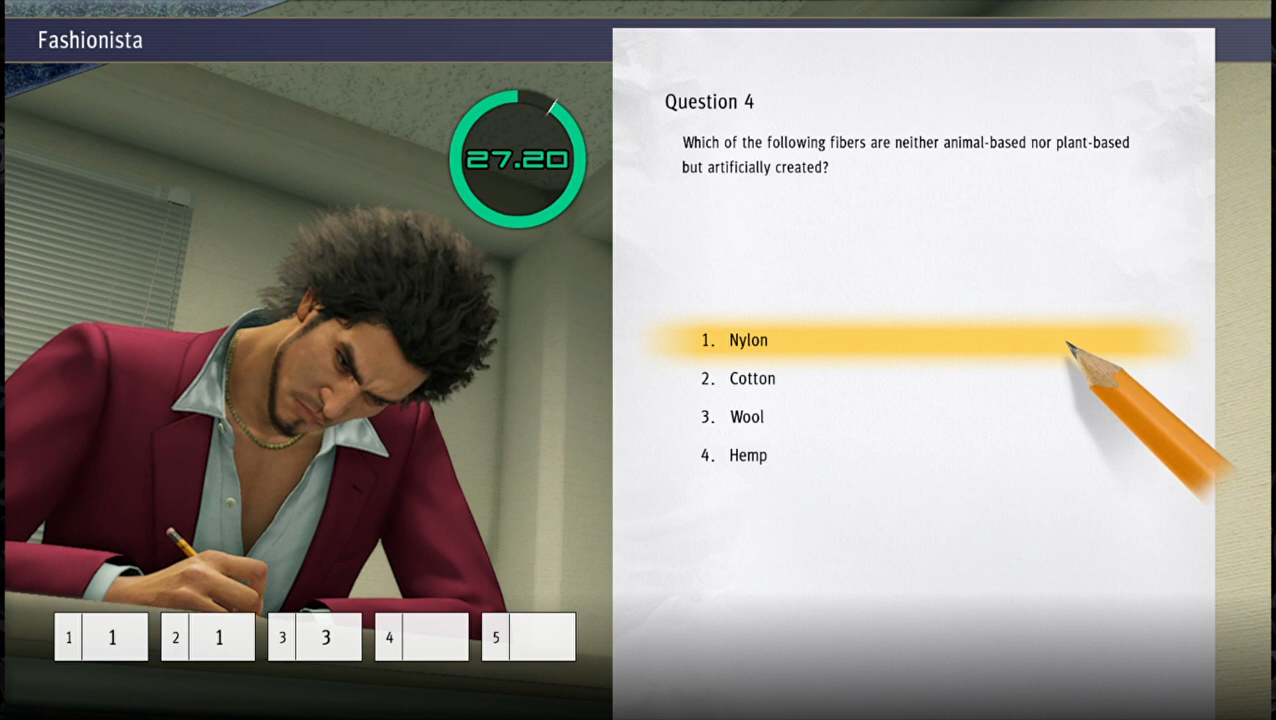 Fashionista
27.20
Question 4
Which of the following fibers are neither animal-based nor plant-based
but artificially created?
1. Nylon
2. Cotton
3. Wool
4. Hemp
1 1 2 1 3 3 4 5